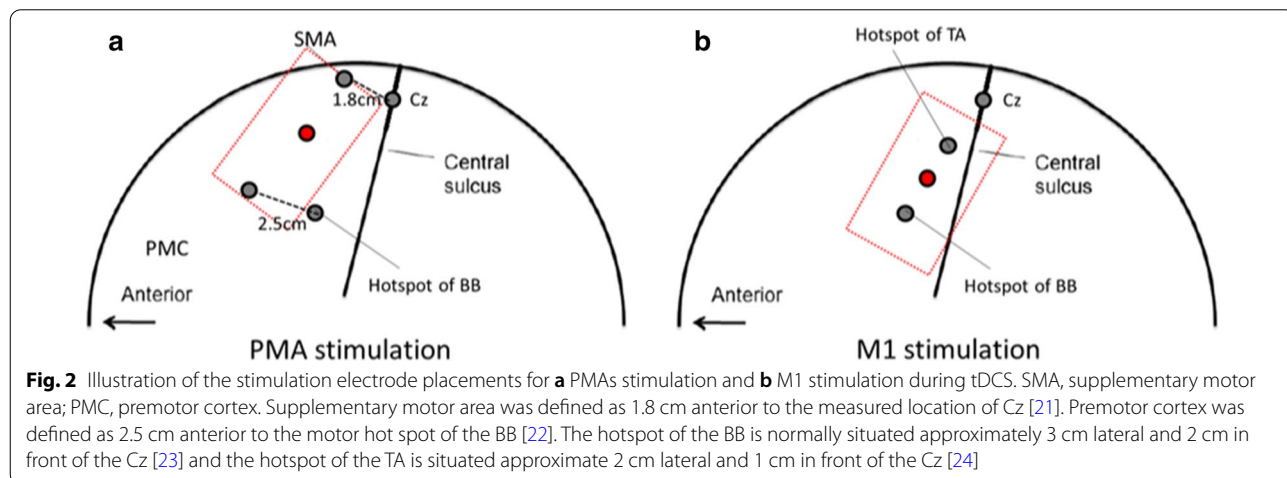 a
SMA
1.8cm
Cz
Central
sulcus
2.5cm
PMC
Hotspot of BB
Anterior
PMA stimulation
b
Hotspot of TA
Cz
Central
sulcus
Hotspot of BB
Anterior
M1 stimulation
Fig. 2 Illustration of the stimulation electrode placements for a PMAs stimulation and b M1 stimulation during tDCS. SMA, supplementary motor
area; PMC, premotor cortex. Supplementary motor area was defined as 1.8 cm anterior to the measured location of Cz [21]. Premotor cortex was
defined as 2.5 cm anterior to the motor hot spot of the BB [22]. The hotspot of the BB is normally situated approximately 3 cm lateral and 2 cm in
front of the Cz [23] and the hotspot of the TA is situated approximate 2 cm lateral and 1 cm in front of the Cz [24]